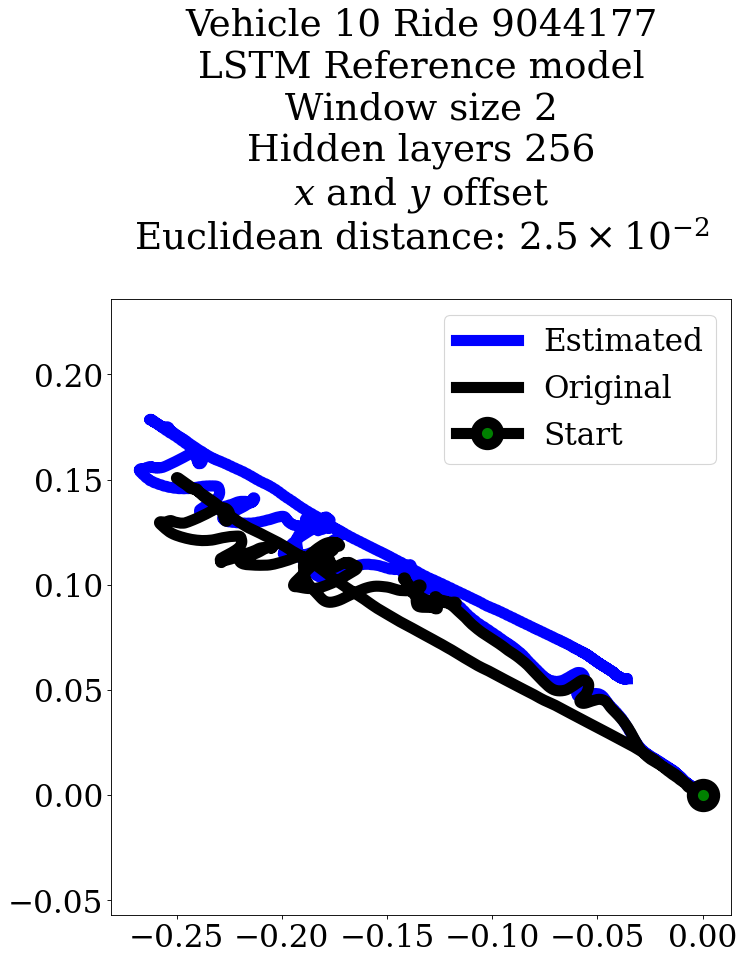 Vehicle 10 Ride 9044177
LSTM Reference model
Window size 2
Hidden layers 256
x and y offset
Euclidean distance: 2.5 × 10⁻²
Estimated
Original
Start
0.20
0.15
0.10
0.05
0.00
−0.05
−0.25 −0.20 −0.15 −0.10 −0.05 0.00